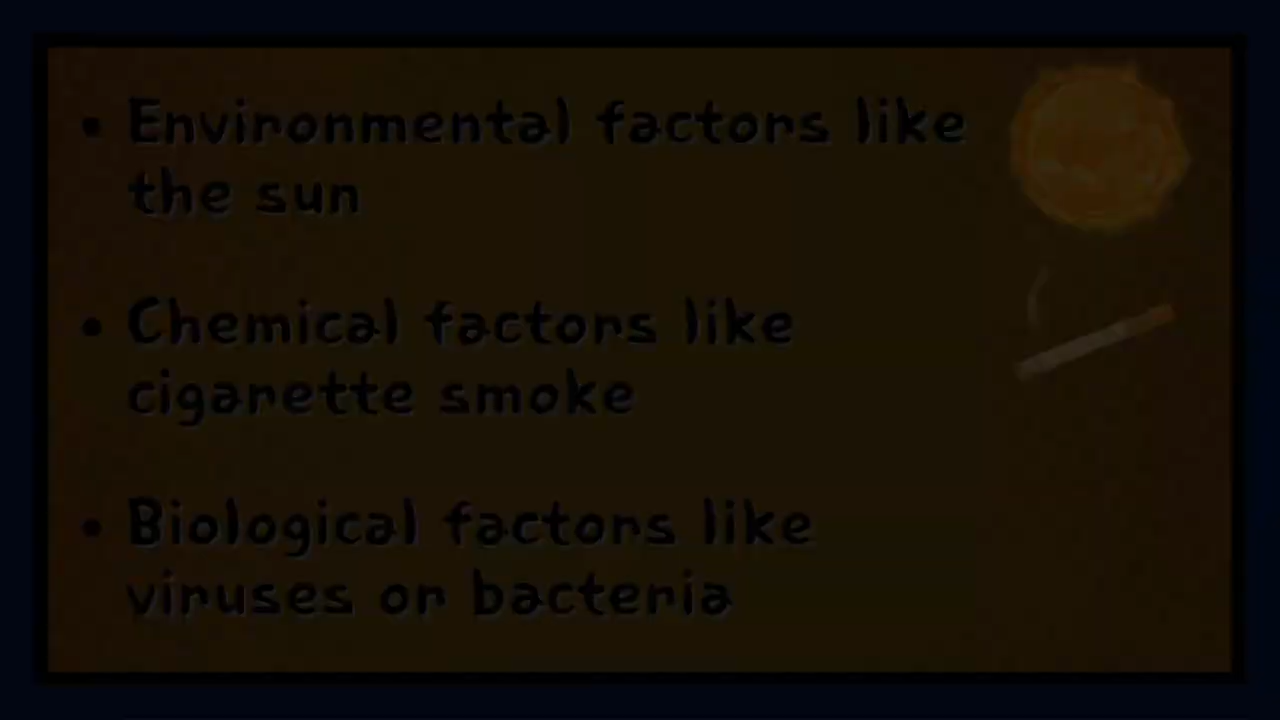 • Environmental factors like
the sun
• Chemical factors like
cigarette smoke
• Biological factors like
viruses or bacteria